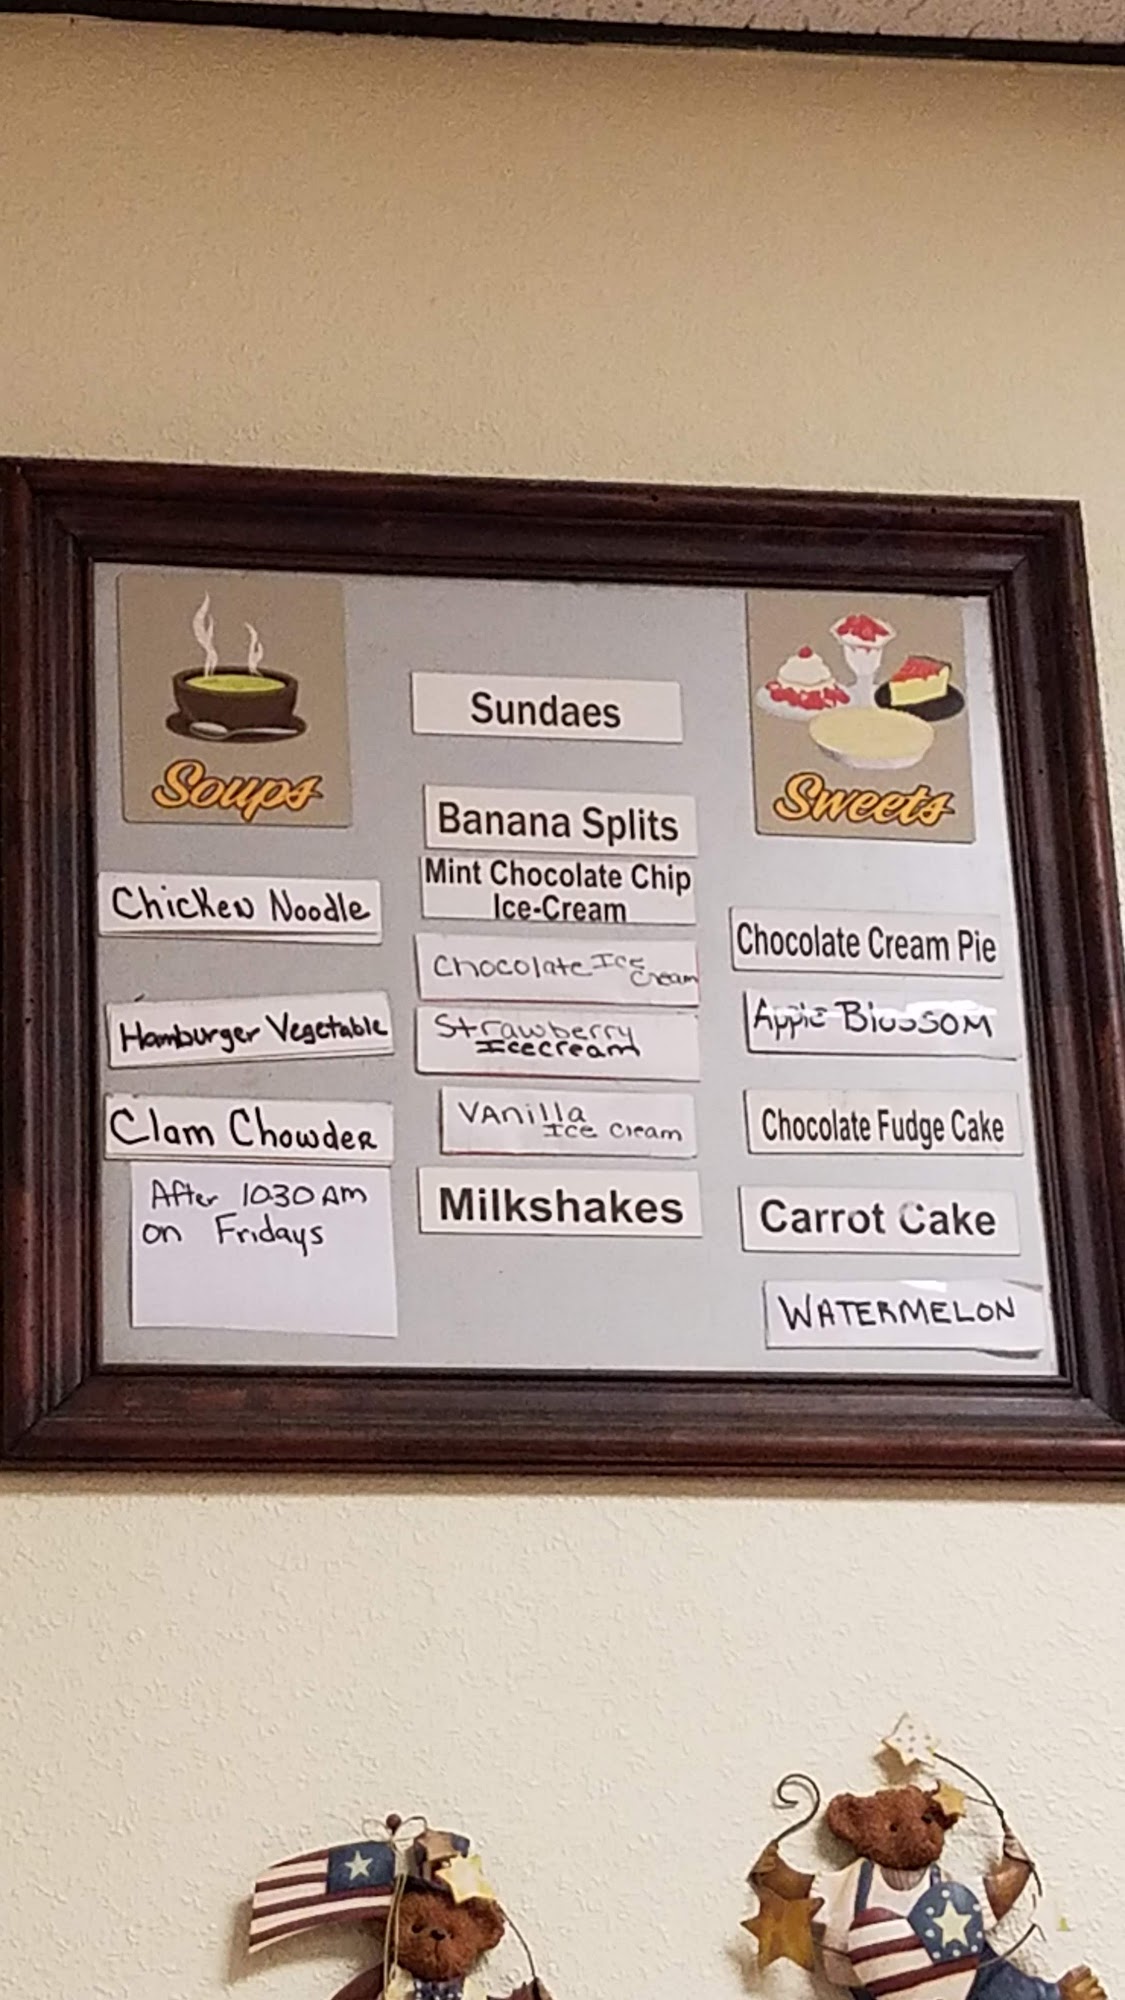 Soups
Chicken Noodle
Hamburger Vegetable
Clam Chowder
After 10:30 AM
on Fridays
Sundaes
Banana Splits
Mint Chocolate Chip
Ice-Cream
Chocolate Ice
Cream
Strawberry
Icecream
Vanilla
Ice Cream
Milkshakes
Sweets
Chocolate Cream Pie
Apple Blossom
Chocolate Fudge Cake
Carrot Cake
WATERMELON